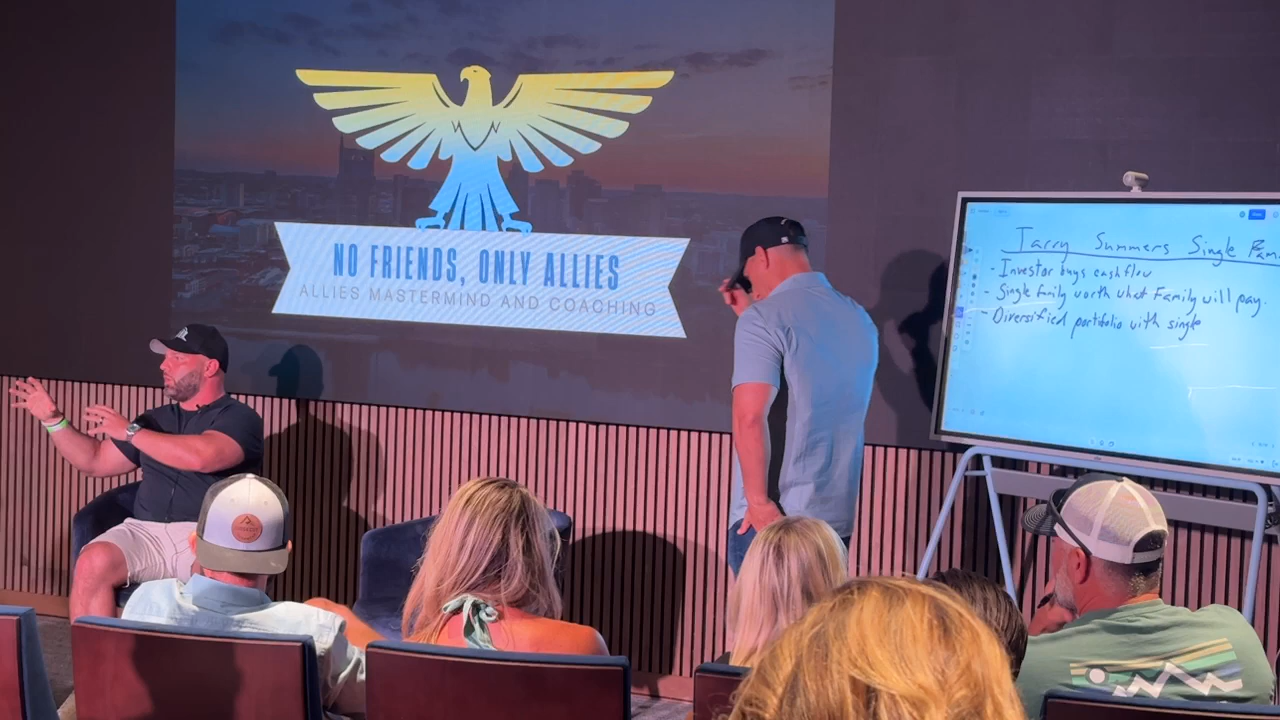 NO FRIENDS, ONLY ALLIES
ALLIES MASTERMIND AND COACHING
Tarry Summers Single Fam
- Investor buys cashflow
- Single family worth what Family will pay.
- Diversified portfolio with single